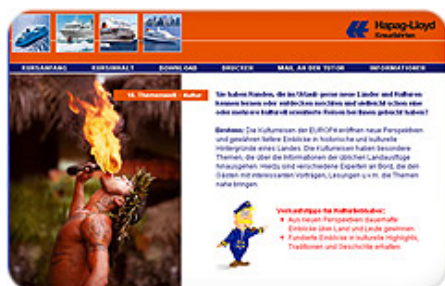 Hapag-Lloyd
Kreuzfahrten
KURSANFANG KURSINHALT DOWNLOAD DRUCKEN MAIL AN DEN TUTOR INFORMATIONEN
16. Themenwelt - Kultur
Sie haben Kunden, die im Urlaub gerne neue Länder und Kulturen
kennen lernen oder entdecken möchten und vielleicht schon eine
oder mehrere kulturell orientierte Reisen bei Ihnen gebucht haben?
Die Kulturreisen der EUROPA eröffnen neue Perspektiven
und gewähren tiefere Einblicke in historische und kulturelle
Hintergründe eines Landes. Die Kulturreisen haben besondere
Themen, die über die Informationen der üblichen Landausflüge
hinausgehen. Hierzu sind verschiedene Experten an Bord, die den
Gästen mit interessanten Vorträgen, Lesungen u.v.m. die Themen
nahe bringen.
Verkaufstipps für Kulturliebhaber:
Aus neuen Perspektiven dauerhafte
Einblicke über Land und Leute gewinnen.
Fundierte Einblicke in kulturelle Highlights,
Traditionen und Geschichte erhalten.